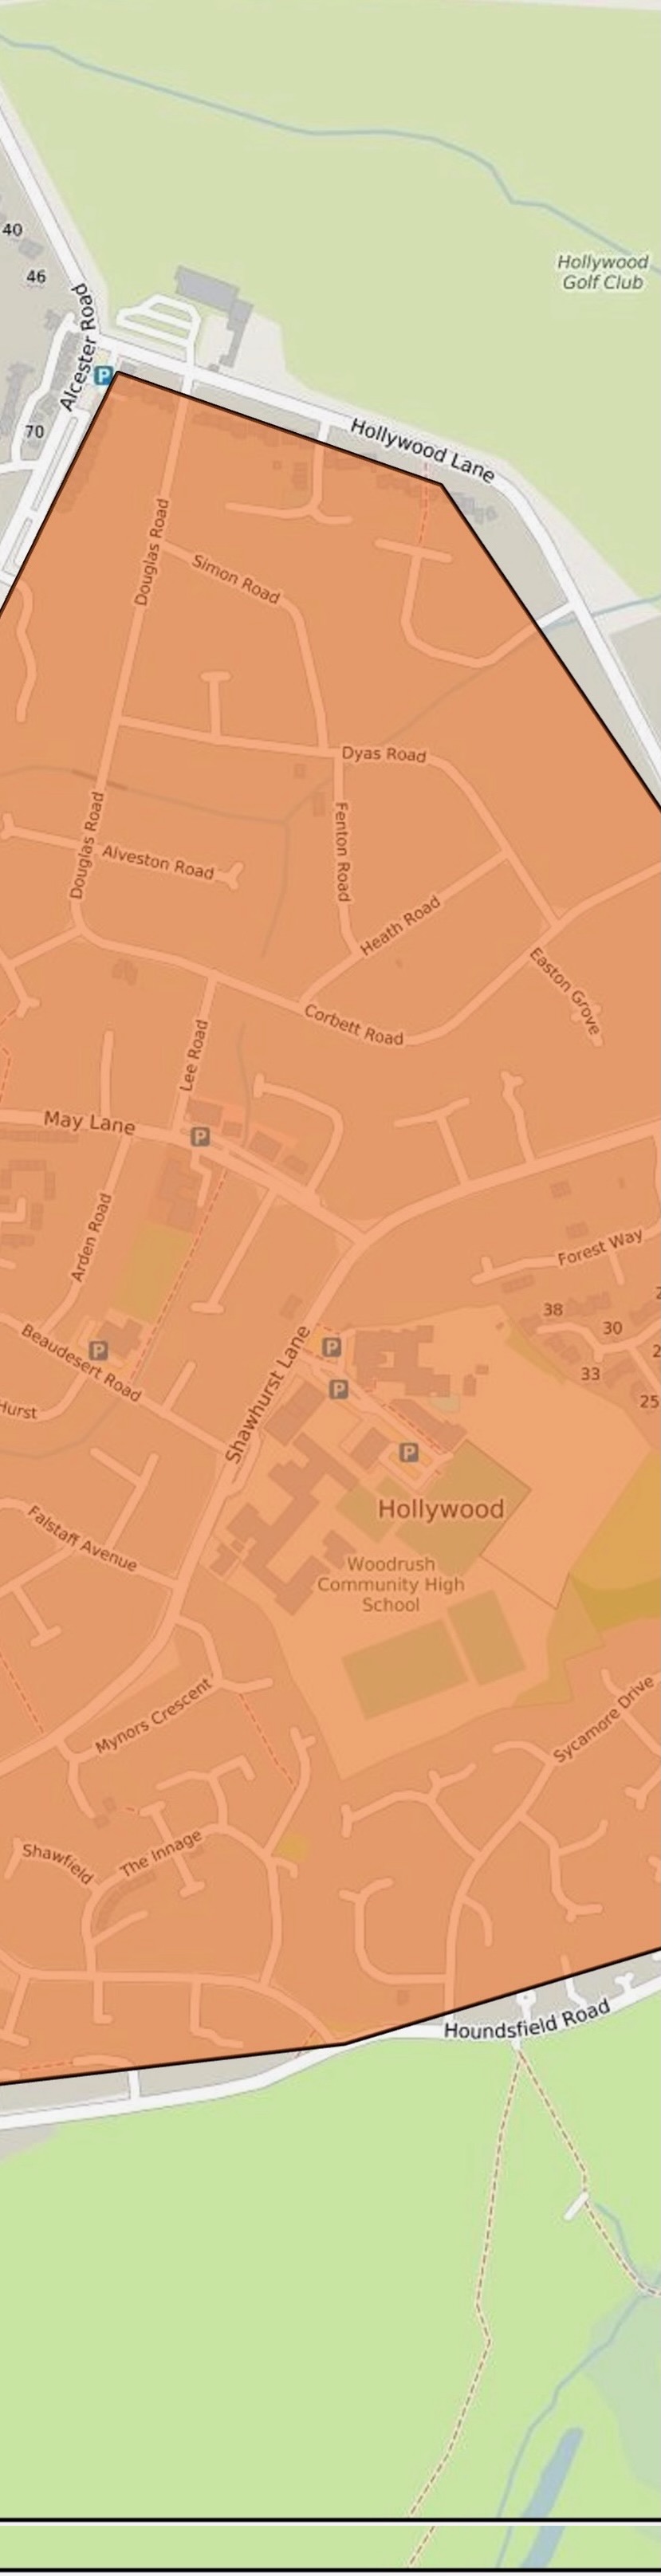 40
Hollywood
Golf Club
46
Alcester Road
P
70
Hollywood Lane
Douglas Road
Simon Road
Dyas Road
Fenton Road
Douglas Road
Alveston Road
Heath Road
Easton Grove
Corbett Road
Lee Road
May Lane
P
Arden Road
Forest Way
38
30
33
25
Shawhurst Lane
P
P
P
Beaudesert Road
Hurst
P
Hollywood
Falstaff Avenue
Woodrush
Community High
School
Mynors Crescent
Sycamore Drive
Shawfield
The Innage
Houndsfield Road